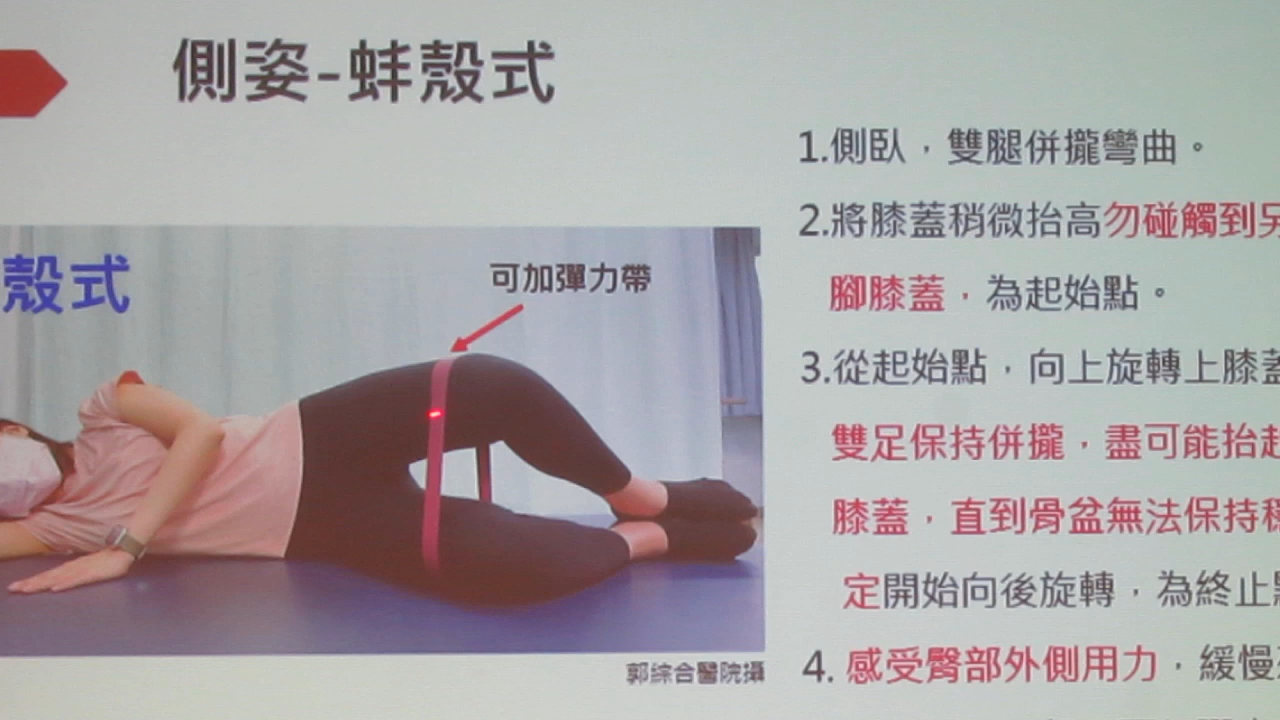 側姿-蚌殼式
殼式
可加彈力帶
郭綜合醫院攝
1.側臥，雙腿併攏彎曲。
2.將膝蓋稍微抬高勿碰觸到另
腳膝蓋，為起始點。
3.從起始點，向上旋轉上膝蓋
雙足保持併攏，盡可能抬起
膝蓋，直到骨盆無法保持穩
定開始向後旋轉，為終止點
4. 感受臀部外側用力，緩慢